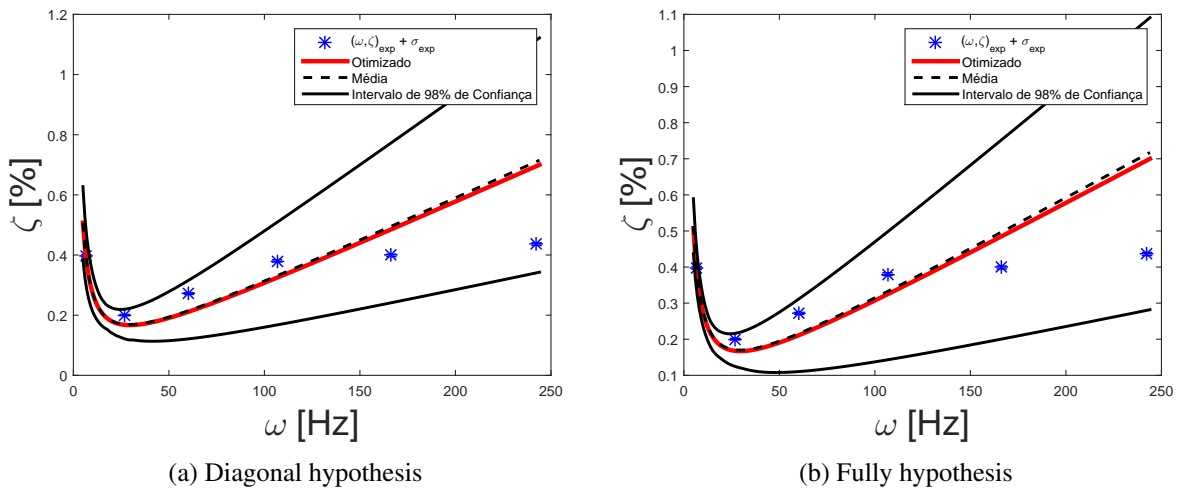 1.2
1
0.8
0.6
0.4
0.2
0
ζ [%]
0 50 100 150 200 250
ω [Hz]
(ω,ζ)exp + σexp
Otimizado
Média
Intervalo de 98% de Confiança
(a) Diagonal hypothesis
1.1
1
0.9
0.8
0.7
0.6
0.5
0.4
0.3
0.2
0.1
ζ [%]
0 50 100 150 200 250
ω [Hz]
(ω,ζ)exp + σexp
Otimizado
Média
Intervalo de 98% de Confiança
(b) Fully hypothesis